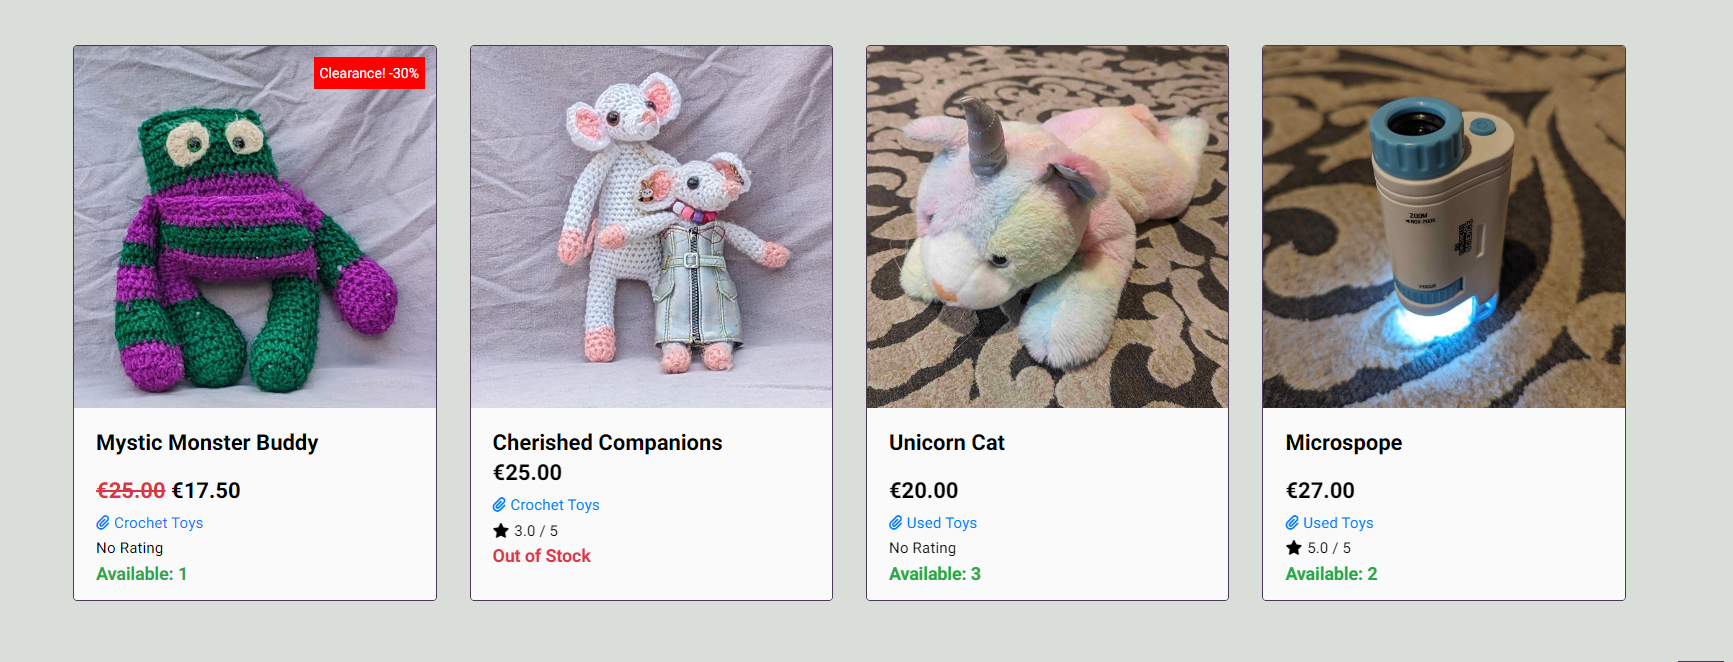 Clearance! -30%
Mystic Monster Buddy
€25.00 €17.50
Crochet Toys
No Rating
Available: 1
Cherished Companions
€25.00
Crochet Toys
3.0 / 5
Out of Stock
Unicorn Cat
€20.00
Used Toys
No Rating
Available: 3
ZOOM
FOCUS
Microspope
€27.00
Used Toys
5.0 / 5
Available: 2